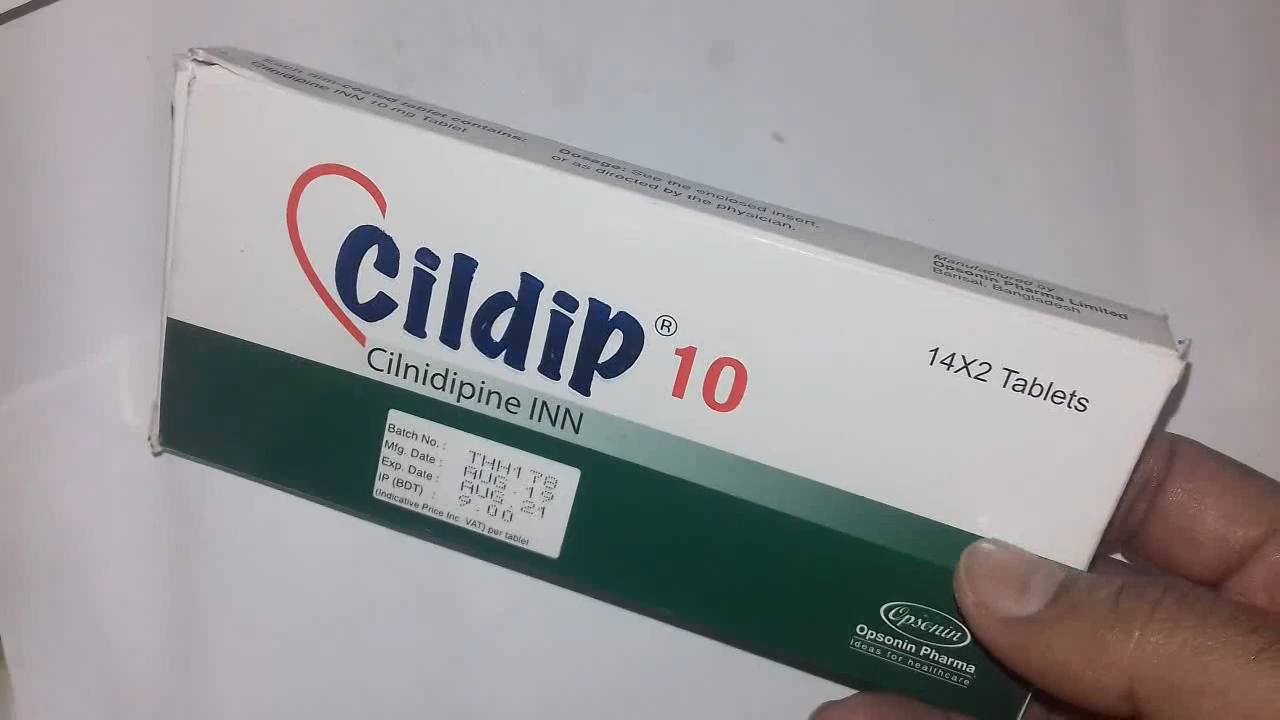 Each film-coated tablet contains:
Cilnidipine INN 10 mg Tablet
Dosage: See the enclosed insert,
or as directed by the physician.
Manufactured by
Opsonin Pharma Limited
Barisal, Bangladesh
Cildip® 10
Cilnidipine INN
14X2 Tablets
Batch No. : THH178
Mfg. Date : AUG.19
Exp. Date : AUG.21
IP (BDT) : 9.00
(Indicative Price Inc. VAT) per tablet
Opsonin
Opsonin Pharma
Ideas for healthcare